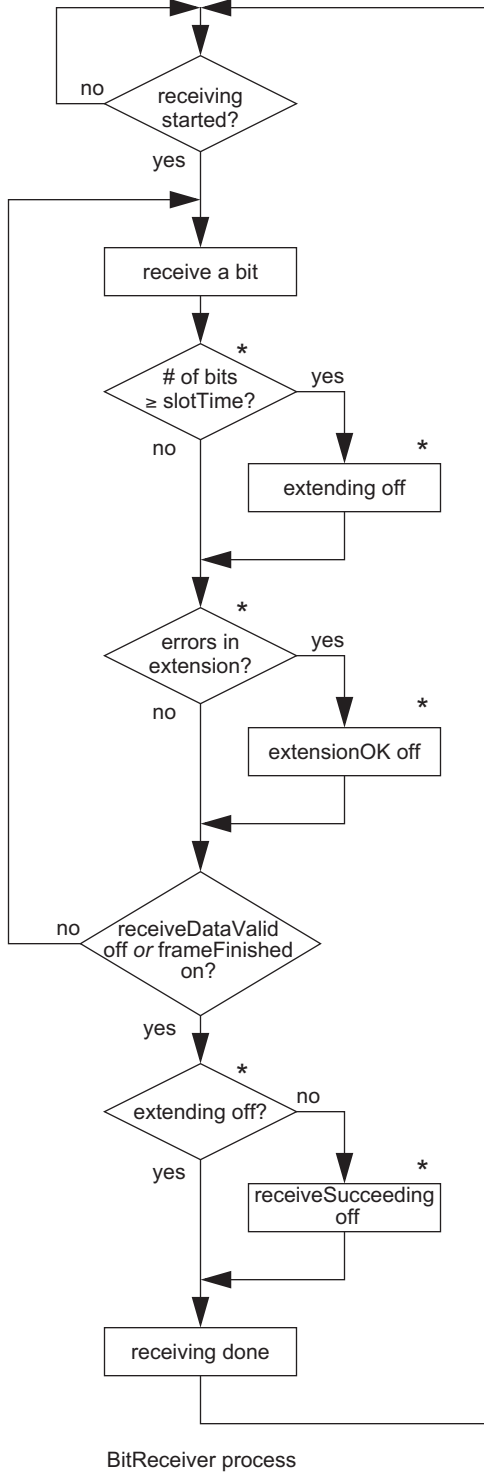 no
receiving
started?
yes
receive a bit
*
# of bits
≥ slotTime?
yes
no
*
extending off
*
errors in
extension?
yes
no
*
extensionOK off
no
receiveDataValid
off or frameFinished
on?
yes
*
extending off?
no
yes
*
receiveSucceeding
off
receiving done
BitReceiver process